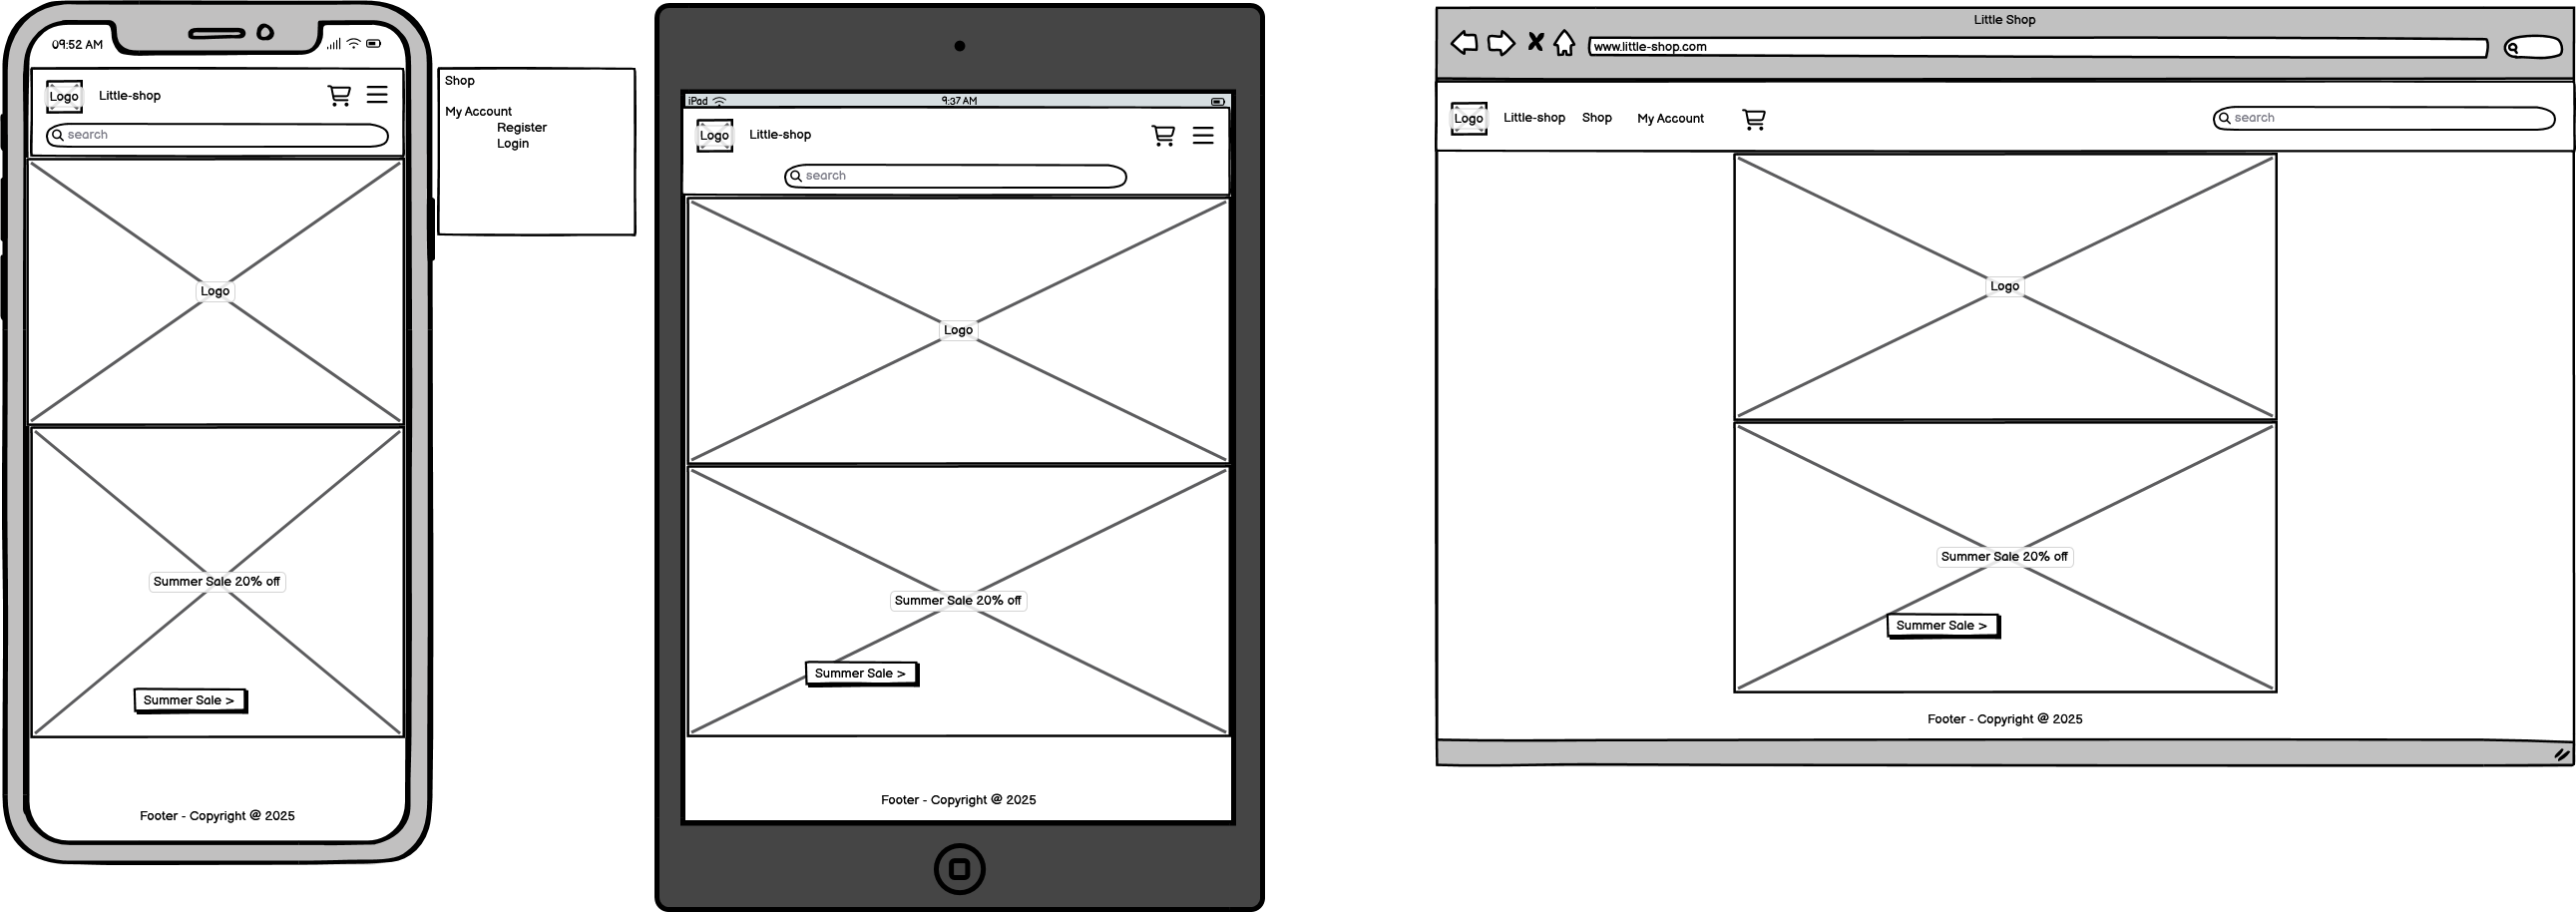 09:52 AM
Logo
Little-shop
search
Logo
Summer Sale 20% off
Summer Sale >
Footer - Copyright @ 2025
Shop
My Account
Register
Login
iPad
9:37 AM
Logo
Little-shop
search
Logo
Summer Sale 20% off
Summer Sale >
Footer - Copyright @ 2025
Little Shop
www.little-shop.com
Logo Little-shop Shop My Account search
Logo
Summer Sale 20% off
Summer Sale >
Footer - Copyright @ 2025